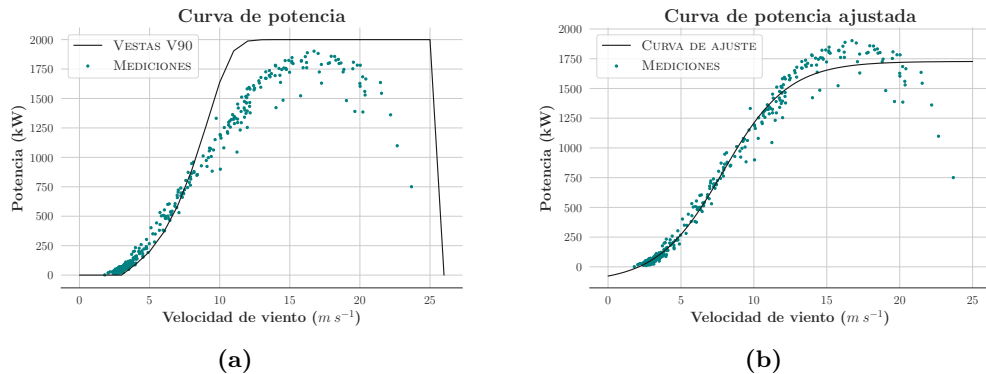 Curva de potencia
2000
1750
1500
1250
1000
750
500
250
0
Potencia (kW)
Vestas V90
Mediciones
0 5 10 15 20 25
Velocidad de viento (m s⁻¹)
(a)
Curva de potencia ajustada
2000
1750
1500
1250
1000
750
500
250
0
Potencia (kW)
Curva de ajuste
Mediciones
0 5 10 15 20 25
Velocidad de viento (m s⁻¹)
(b)